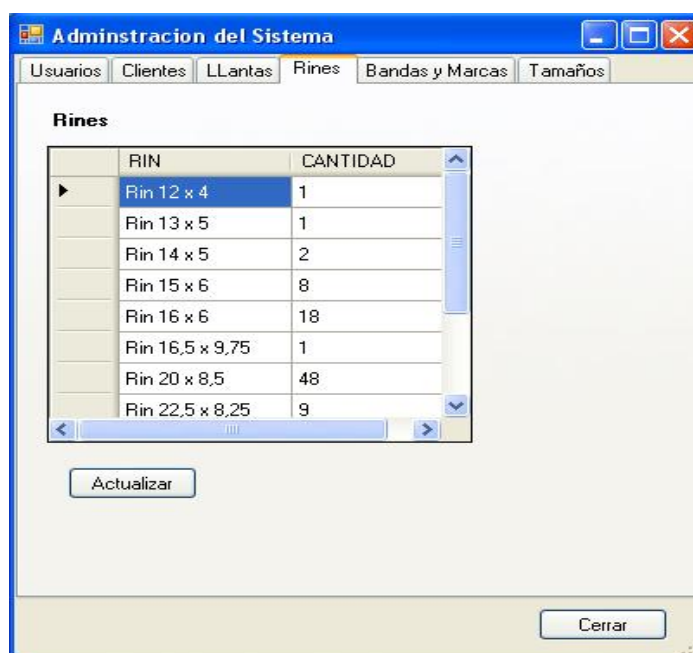 Adminstracion del Sistema
Usuarios Clientes LLantas Rines Bandas y Marcas Tamaños
Rines
RIN CANTIDAD
Rin 12 x 4 1
Rin 13 x 5 1
Rin 14 x 5 2
Rin 15 x 6 8
Rin 16 x 6 18
Rin 16,5 x 9,75 1
Rin 20 x 8,5 48
Rin 22,5 x 8,25 9
Actualizar
Cerrar